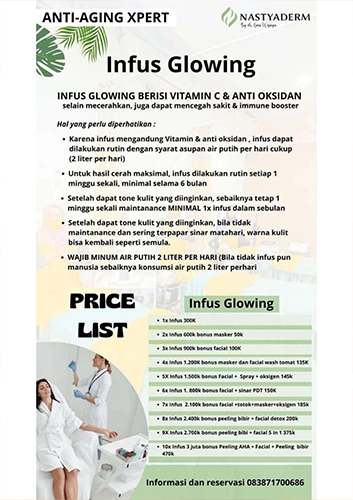 ANTI-AGING XPERT
NASTYADERM
Infus Glowing
INFUS GLOWING BERISI VITAMIN C & ANTI OKSIDAN
selain mecerahkan, juga dapat mencegah sakit & immune booster
Hal yang perlu diperhatikan :
• Karena infus mengandung Vitamin & anti oksidan , infus dapat
dilakukan rutin dengan syarat asupan air putih per hari cukup
(2 liter per hari)
• Untuk hasil cerah maksimal, infus dilakukan rutin setiap 1
minggu sekali, minimal selama 6 bulan
• Setelah dapat tone kulit yang diinginkan, sebaiknya tetap 1
minggu sekali maintanance MINIMAL 1x infus dalam sebulan
• Setelah dapat tone kulit yang diinginkan, bila tidak
maintanance dan sering terpapar sinar matahari, warna kulit
bisa kembali seperti semula.
• WAJIB MINUM AIR PUTIH 2 LITER PER HARI (Bila tidak infus pun
manusia sebaiknya konsumsi air putih 2 liter perhari
PRICE
LIST
Infus Glowing
• 1x Infus 300K
• 2x Infus 600k bonus masker 50k
• 3x Infus 900k bonus facial 100K
• 4x Infus 1.200K bonus masker dan facial wash tomat 135K
• 5X Infus 1.500k bonus Facial + Spray + oksigen 145k
• 6x Infus 1. 800k bonus facial + sinar PDT 150K
• 7x Infus 2.100k bonus facial +totok+masker+oksigen 185k
• 8x Infus 2.400k bonus peeling bibir + facial detox 200k
• 9X Infus 2.700k bonus peeling bibi + facial 5 in 1 375k
• 10x Infus 3 juta bonus Peeling AHA + Facial + Peeling bibir
470k
Informasi dan reservasi 083871700686